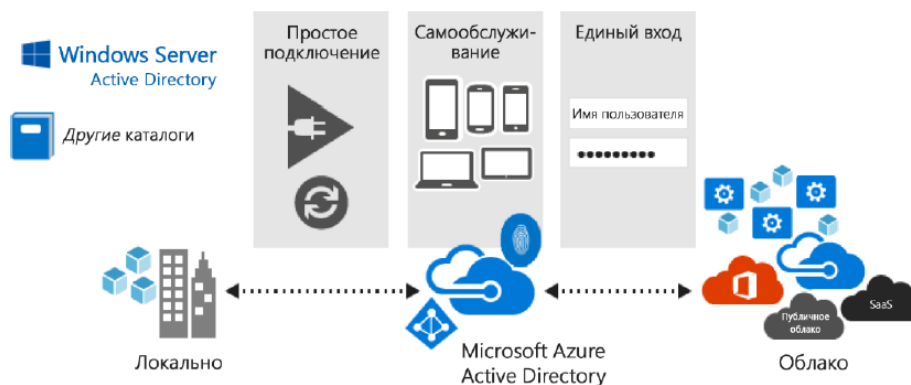 Windows Server
Active Directory
Другие каталоги
Простое
подключение
Самообслужи-
вание
Единый вход
Имя пользователя
Локально
Microsoft Azure
Active Directory
Публичное
облако
SaaS
Облако